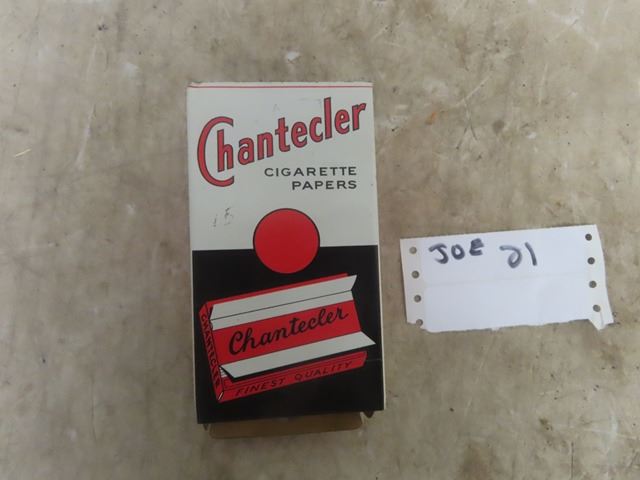 Chantecler
CIGARETTE
PAPERS
Chantecler
CHANTECLER
FINEST QUALITY
JOE 21